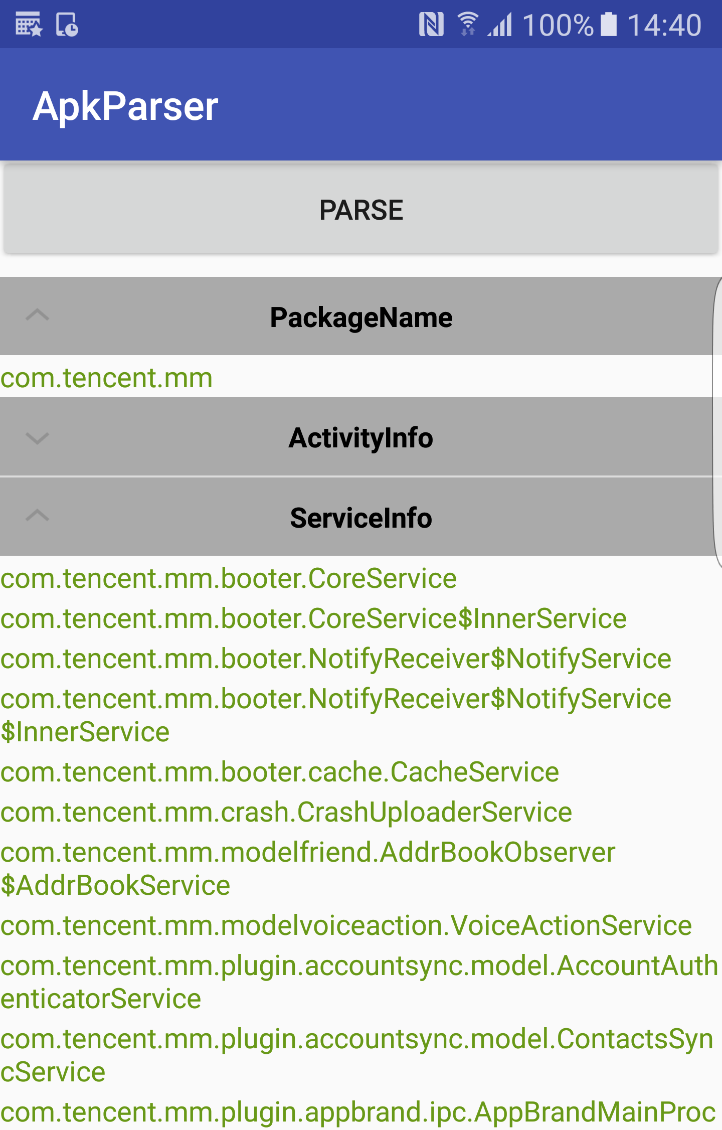 100% 14:40
ApkParser
PARSE
PackageName
com.tencent.mm
ActivityInfo
ServiceInfo
com.tencent.mm.booter.CoreService
com.tencent.mm.booter.CoreService$InnerService
com.tencent.mm.booter.NotifyReceiver$NotifyService
com.tencent.mm.booter.NotifyReceiver$NotifyService
$InnerService
com.tencent.mm.booter.cache.CacheService
com.tencent.mm.crash.CrashUploaderService
com.tencent.mm.modelfriend.AddrBookObserver
$AddrBookService
com.tencent.mm.modelvoiceaction.VoiceActionService
com.tencent.mm.plugin.accountsync.model.AccountAuth
enticatorService
com.tencent.mm.plugin.accountsync.model.ContactsSyn
cService
com.tencent.mm.plugin.appbrand.ipc.AppBrandMainProc